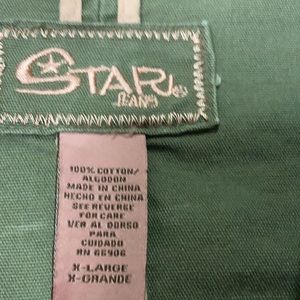 STAR
JEANS
100% COTTON/
ALGODON
MADE IN CHINA
HECHO EN CHINA
SEE REVERSE
FOR CARE
VER AL DORSO
PARA
CUIDADO
RN 66906
X-LARGE
X-GRANDE